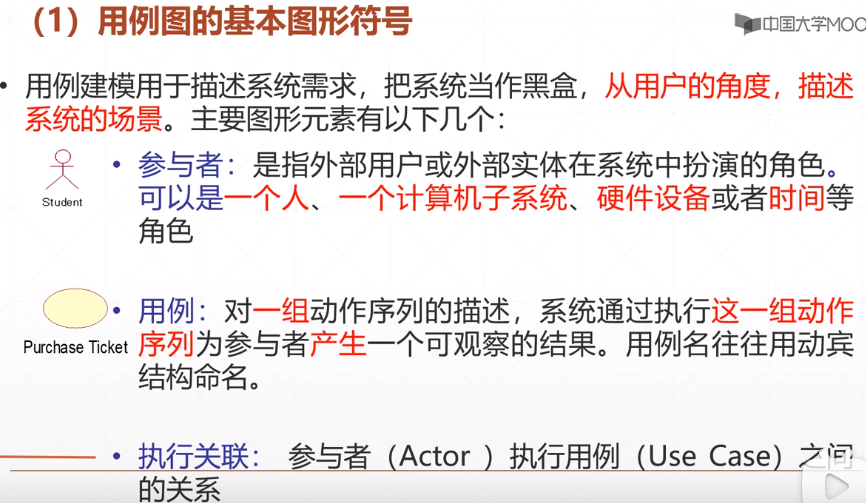 （1）用例图的基本图形符号
中国大学MOO
• 用例建模用于描述系统需求，把系统当作黑盒，从用户的角度，描述
系统的场景。主要图形元素有以下几个：
Student
• 参与者：是指外部用户或外部实体在系统中扮演的角色。
可以是一个人、一个计算机子系统、硬件设备或者时间等
角色
• 用例：对一组动作序列的描述，系统通过执行这一组动作
Purchase Ticket
序列为参与者产生一个可观察的结果。用例名往往用动宾
结构命名。
• 执行关联： 参与者（Actor ）执行用例（Use Case）之间
的关系